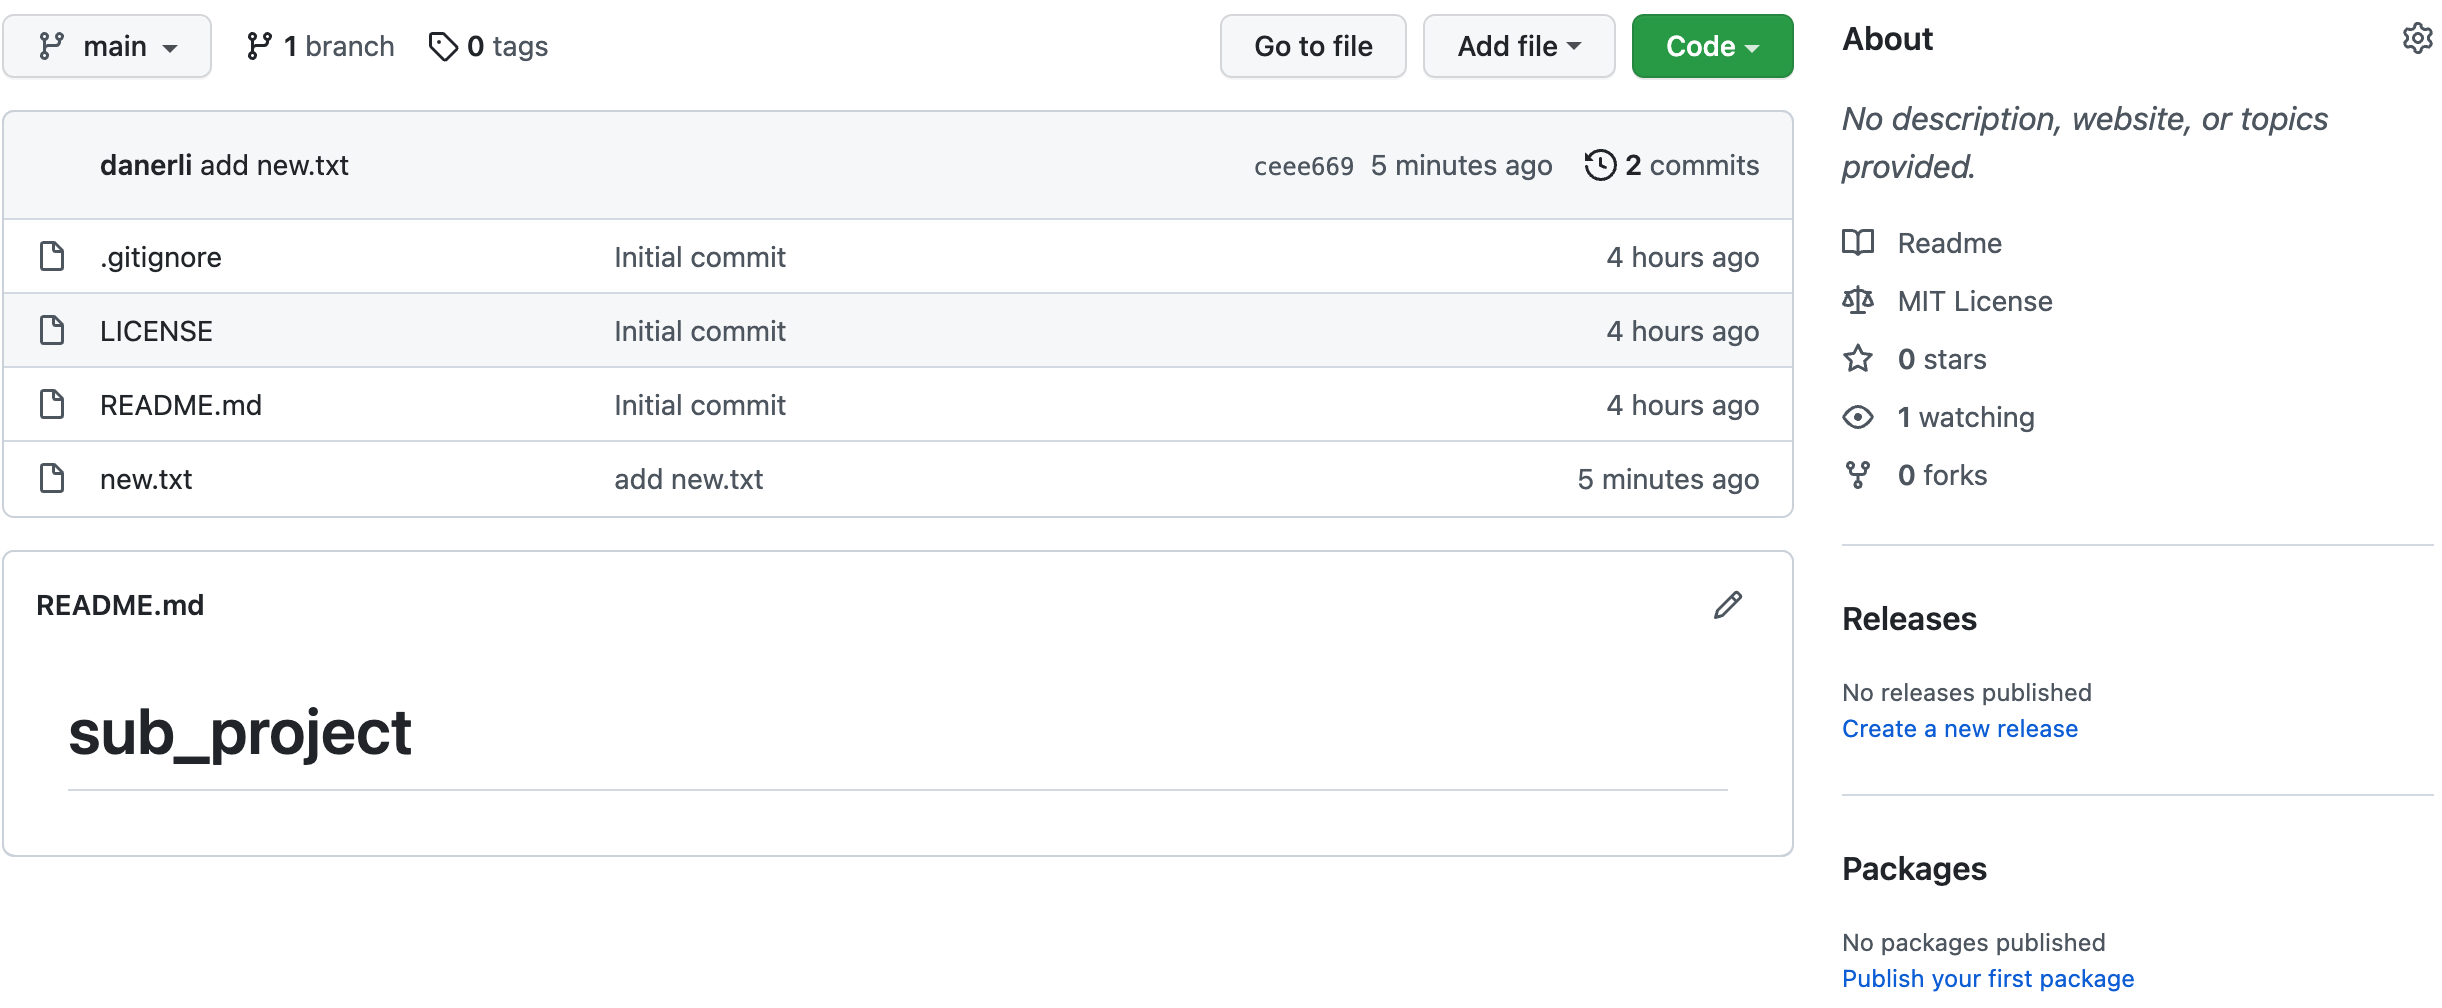 main
1 branch
0 tags
Go to file
Add file
Code
danerli add new.txt
ceee669 5 minutes ago
2 commits
.gitignore
Initial commit
4 hours ago
LICENSE
Initial commit
4 hours ago
README.md
Initial commit
4 hours ago
new.txt
add new.txt
5 minutes ago
README.md
sub_project
About
No description, website, or topics
provided.
Readme
MIT License
0 stars
1 watching
0 forks
Releases
No releases published
Create a new release
Packages
No packages published
Publish your first package